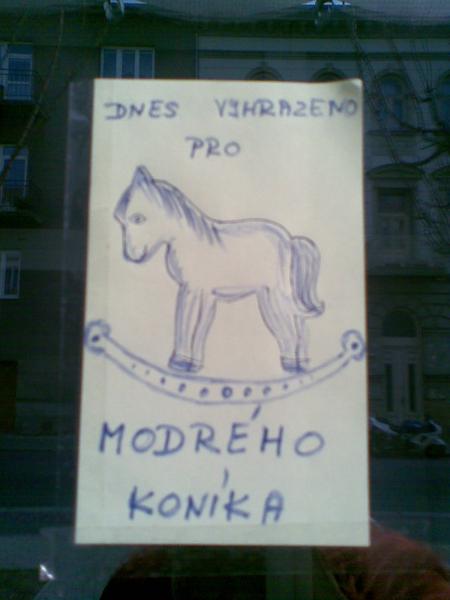 DNES VYHRAZENO
PRO
MODRÉHO
KONÍKA